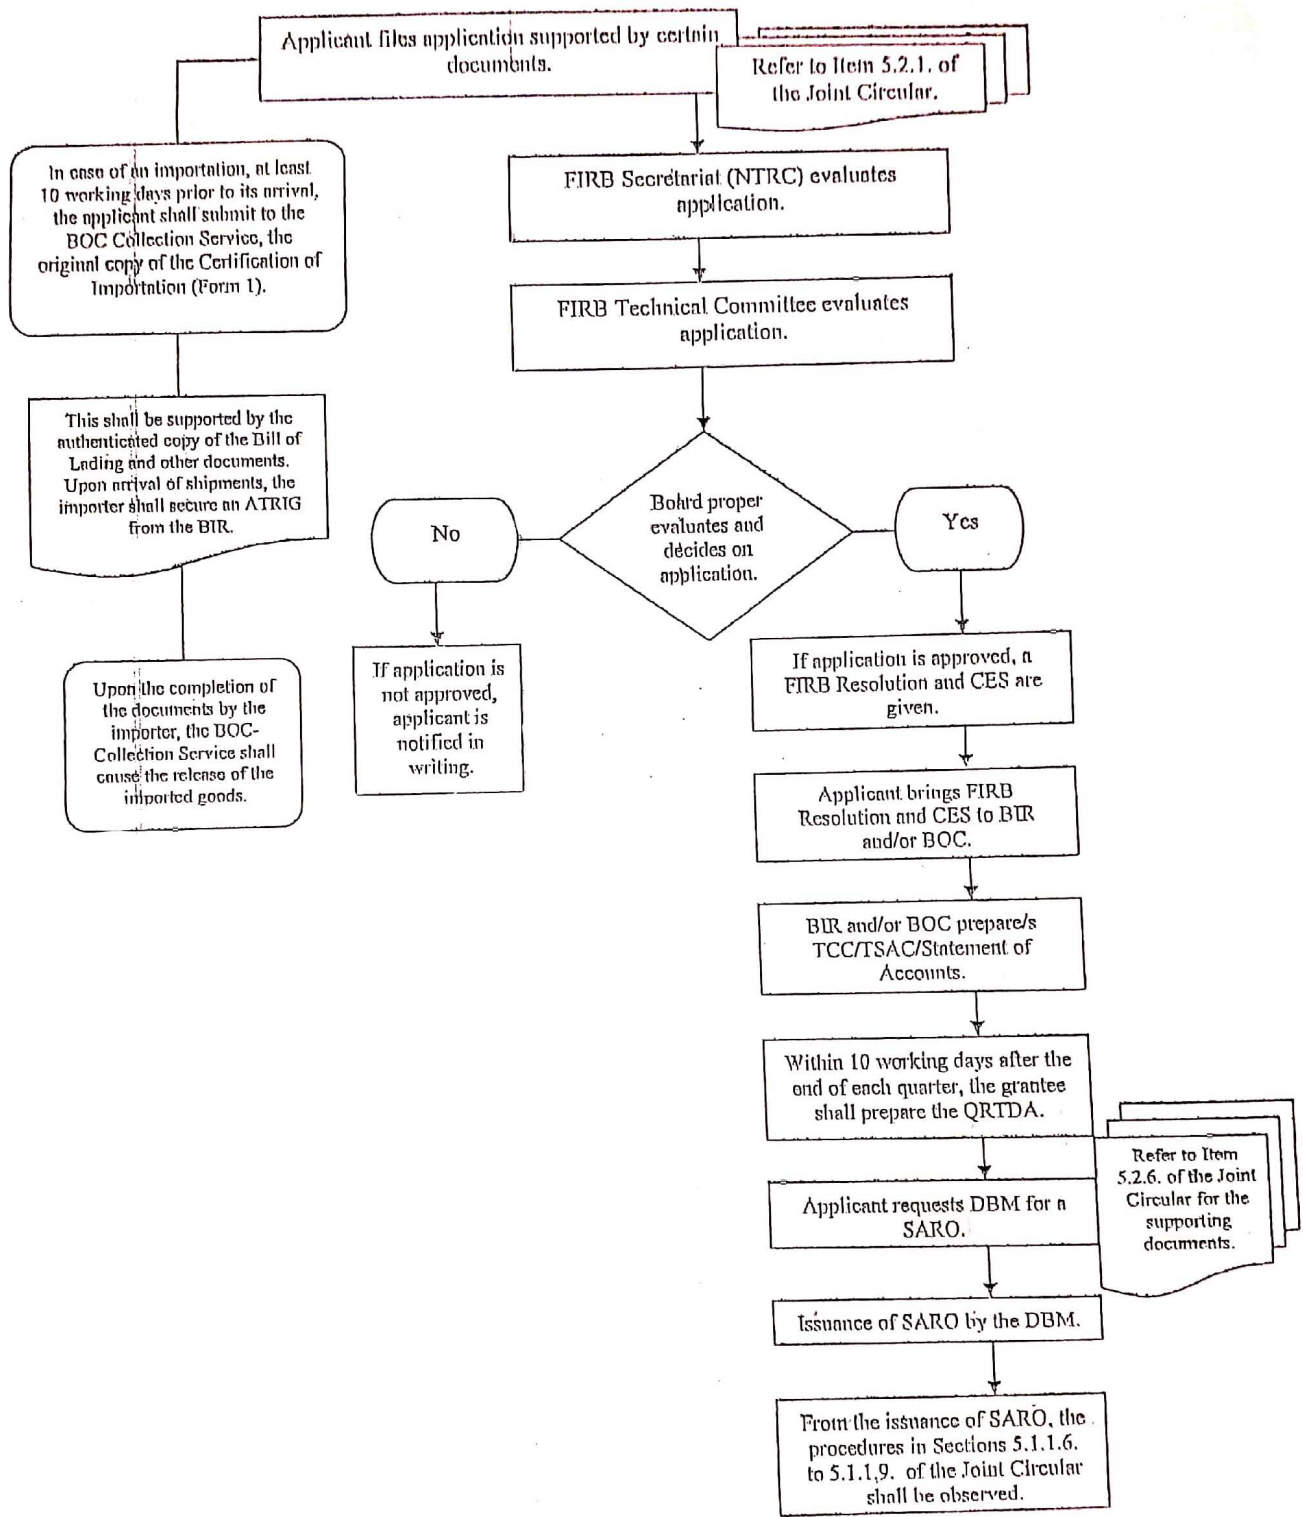 Applicant files application supported by certain
documents.
Refer to Item 5.2.1. of
the Joint Circular.
In case of an importation, at least
10 working days prior to its arrival,
the applicant shall submit to the
BOC Collection Service, the
original copy of the Certification of
Importation (Form 1).
This shall be supported by the
authenticated copy of the Bill of
Lading and other documents.
Upon arrival of shipments, the
importer shall secure an ATRIG
from the BIR.
Upon the completion of
the documents by the
importer, the BOC-
Collection Service shall
cause the release of the
imported goods.
FIRB Secretariat (NTRC) evaluates
application.
FIRB Technical Committee evaluates
application.
Board proper
evaluates and
decides on
application.
No
If application is
not approved,
applicant is
notified in
writing.
Yes
If application is approved, a
FIRB Resolution and CES are
given.
Applicant brings FIRB
Resolution and CES to BIR
and/or BOC.
BIR and/or BOC prepare/s
TCC/TSAC/Statement of
Accounts.
Within 10 working days after the
end of each quarter, the grantee
shall prepare the QRTDA.
Applicant requests DBM for a
SARO.
Refer to Item
5.2.6. of the Joint
Circular for the
supporting
documents.
Issuance of SARO by the DBM.
From the issuance of SARO, the
procedures in Sections 5.1.1.6.
to 5.1.1.9. of the Joint Circular
shall be observed.